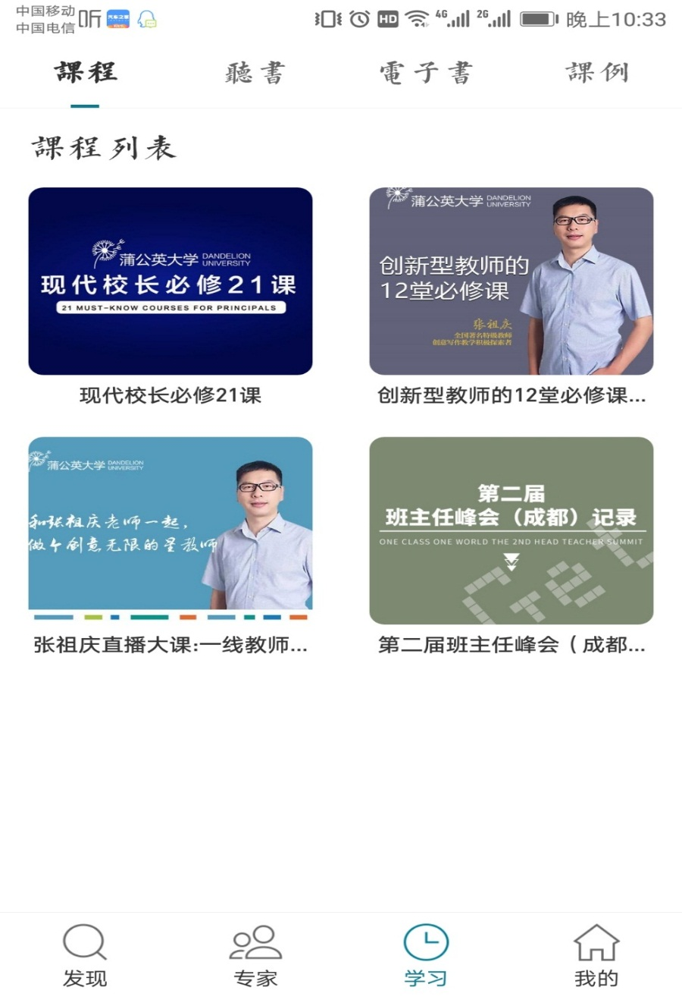 中国移动
中国电信
听
汽车之家
HD
4G
2G
晚上10:33
課程
聽書
電子書
課例
課程列表
蒲公英大学 DANDELION UNIVERSITY
现代校长必修21课
21 MUST-KNOW COURSES FOR PRINCIPALS
现代校长必修21课
蒲公英大学 DANDELION UNIVERSITY
创新型教师的
12堂必修课
张祖庆
全国著名特级教师
创意写作教学积极探索者
创新型教师的12堂必修课...
蒲公英大学 DANDELION UNIVERSITY
和张祖庆老师一起，
做个创意无限的星教师
张祖庆直播大课:一线教师...
第二届
班主任峰会（成都）记录
ONE CLASS ONE WORLD THE 2ND HEAD TEACHER SUMMIT
第二届班主任峰会（成都...
发现
专家
学习
我的